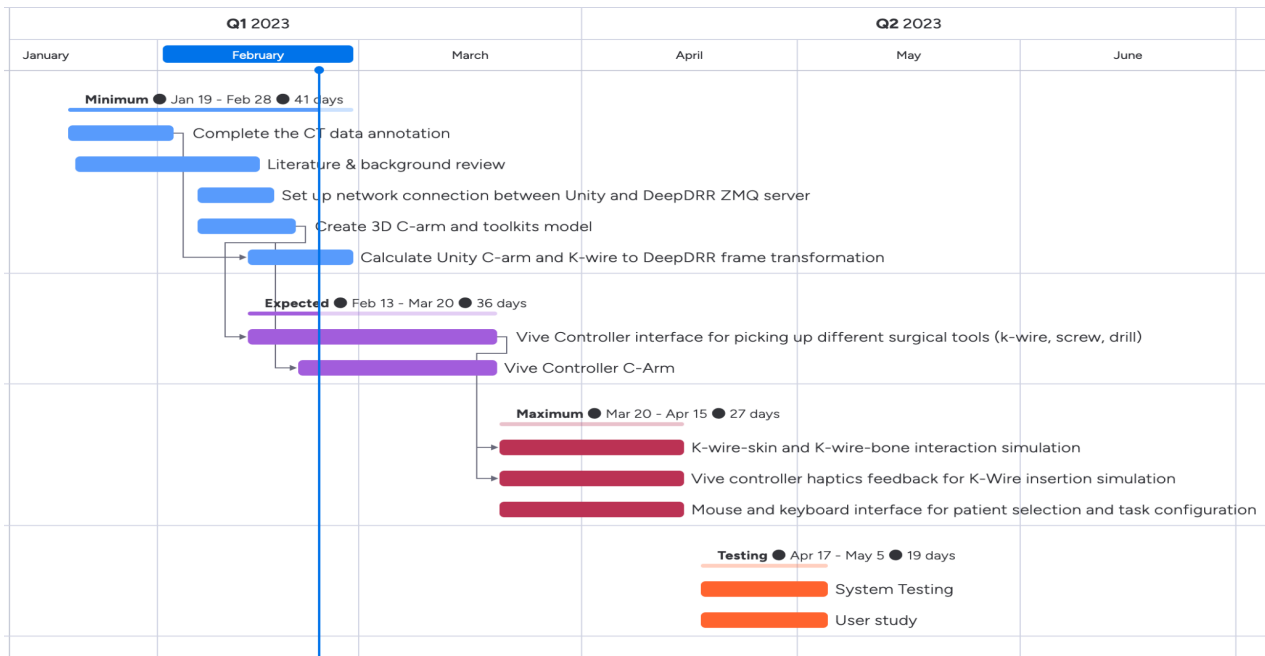 Q1 2023
Q2 2023
January
February
March
April
May
June
Minimum ● Jan 19 - Feb 28 ● 41 days
Complete the CT data annotation
Literature & background review
Set up network connection between Unity and DeepDRR ZMQ server
Create 3D C-arm and toolkits model
Calculate Unity C-arm and K-wire to DeepDRR frame transformation
Expected ● Feb 13 - Mar 20 ● 36 days
Vive Controller interface for picking up different surgical tools (k-wire, screw, drill)
Vive Controller C-Arm
Maximum ● Mar 20 - Apr 15 ● 27 days
K-wire-skin and K-wire-bone interaction simulation
Vive controller haptics feedback for K-Wire insertion simulation
Mouse and keyboard interface for patient selection and task configuration
Testing ● Apr 17 - May 5 ● 19 days
System Testing
User study